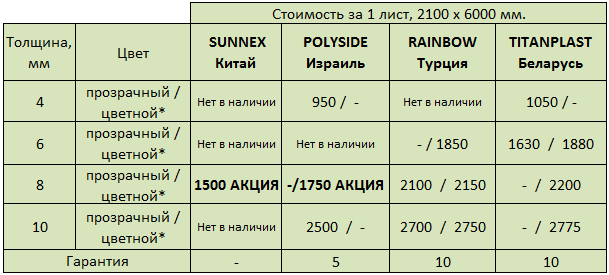 Стоимость за 1 лист, 2100 х 6000 мм.
Толщина, мм
Цвет
SUNNEX Китай
POLYSIDE Израиль
RAINBOW Турция
TITANPLAST Беларусь
4
прозрачный / цветной*
Нет в наличии
950 / -
Нет в наличии
1050 / -
6
прозрачный / цветной*
Нет в наличии
Нет в наличии
- / 1850
1630 / 1880
8
прозрачный / цветной*
1500 АКЦИЯ
-/1750 АКЦИЯ
2100 / 2150
- / 2200
10
прозрачный / цветной*
Нет в наличии
2500 / -
2700 / 2750
- / 2775
Гарантия
-
5
10
10